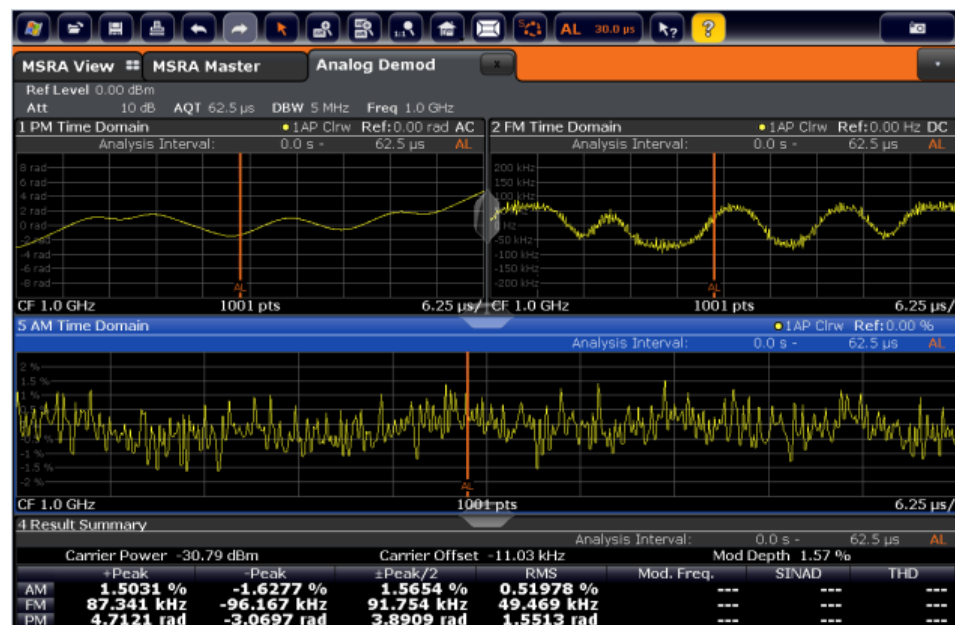 AL 30.0 µs
MSRA View MSRA Master Analog Demod x
Ref Level 0.00 dBm
Att 10 dB AQT 62.5 µs DBW 5 MHz Freq 1.0 GHz
1 PM Time Domain 1AP Clrw Ref:0.00 rad AC
Analysis Interval: 0.0 s - 62.5 µs AL
8 rad
6 rad
4 rad
2 rad
0 rad
-2 rad
-4 rad
-6 rad
-8 rad
AL
CF 1.0 GHz 1001 pts 6.25 µs/
2 FM Time Domain 1AP Clrw Ref:0.00 Hz DC
Analysis Interval: 0.0 s - 62.5 µs AL
200 kHz
150 kHz
100 kHz
-50 kHz
-100 kHz
-150 kHz
-200 kHz
AL
CF 1.0 GHz 1001 pts 6.25 µs/
5 AM Time Domain 1AP Clrw Ref:0.00 %
Analysis Interval: 0.0 s - 62.5 µs AL
2 %
1.5 %
1 %
-1 %
-1.5 %
-2 %
AL
CF 1.0 GHz 1001 pts 6.25 µs/
4 Result Summary
Analysis Interval: 0.0 s - 62.5 µs AL
Carrier Power -30.79 dBm Carrier Offset -11.03 kHz Mod Depth 1.57 %
+Peak -Peak ±Peak/2 RMS Mod. Freq. SINAD THD
AM 1.5031 % -1.6277 % 1.5654 % 0.51978 % --- --- ---
FM 87.341 kHz -96.167 kHz 91.754 kHz 49.469 kHz --- --- ---
PM 4.7121 rad -3.0697 rad 3.8909 rad 1.5513 rad --- --- ---